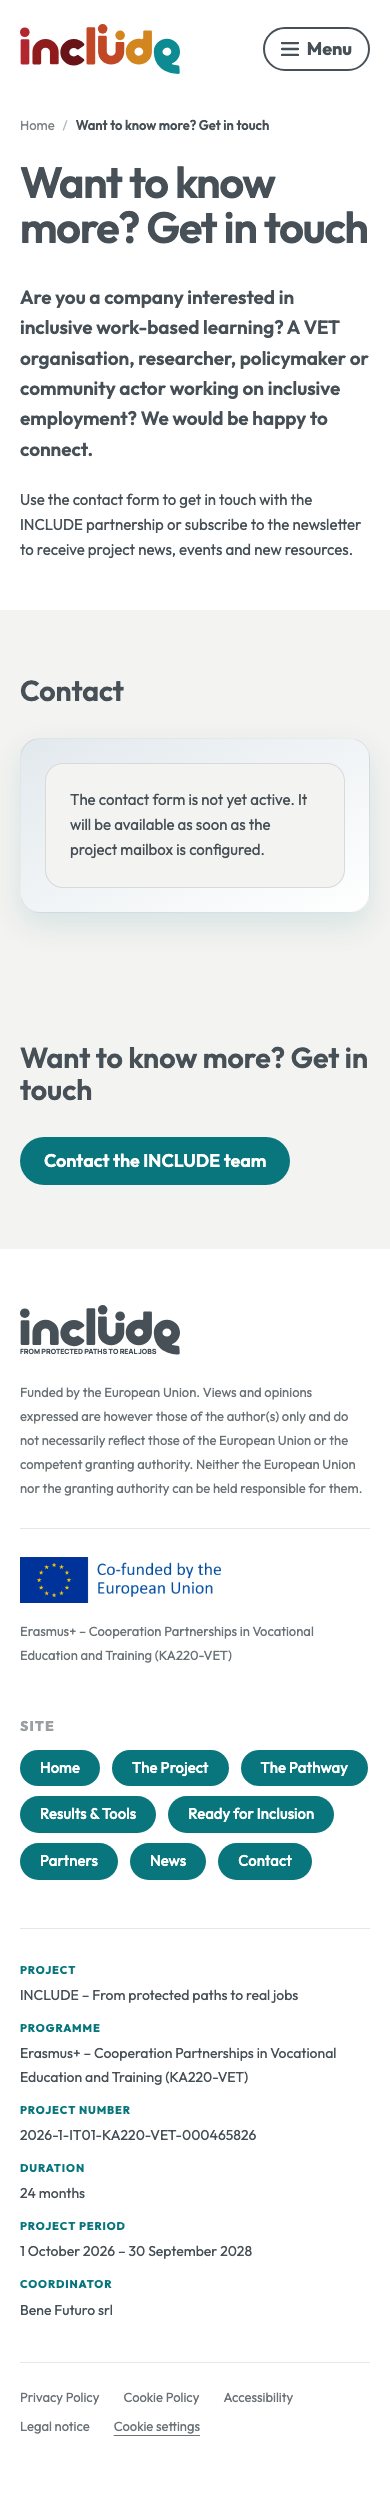 include
Menu
Home / Want to know more? Get in touch
Want to know
more? Get in touch
Are you a company interested in
inclusive work-based learning? A VET
organisation, researcher, policymaker or
community actor working on inclusive
employment? We would be happy to
connect.
Use the contact form to get in touch with the
INCLUDE partnership or subscribe to the newsletter
to receive project news, events and new resources.
Contact
The contact form is not yet active. It
will be available as soon as the
project mailbox is configured.
Want to know more? Get in
touch
Contact the INCLUDE team
include
FROM PROTECTED PATHS TO REAL JOBS
Funded by the European Union. Views and opinions
expressed are however those of the author(s) only and do
not necessarily reflect those of the European Union or the
competent granting authority. Neither the European Union
nor the granting authority can be held responsible for them.
Co-funded by the
European Union
Erasmus+ – Cooperation Partnerships in Vocational
Education and Training (KA220-VET)
SITE
Home The Project The Pathway
Results & Tools Ready for Inclusion
Partners News Contact
PROJECT
INCLUDE – From protected paths to real jobs
PROGRAMME
Erasmus+ – Cooperation Partnerships in Vocational
Education and Training (KA220-VET)
PROJECT NUMBER
2026-1-IT01-KA220-VET-000465826
DURATION
24 months
PROJECT PERIOD
1 October 2026 – 30 September 2028
COORDINATOR
Bene Futuro srl
Privacy Policy Cookie Policy Accessibility
Legal notice Cookie settings